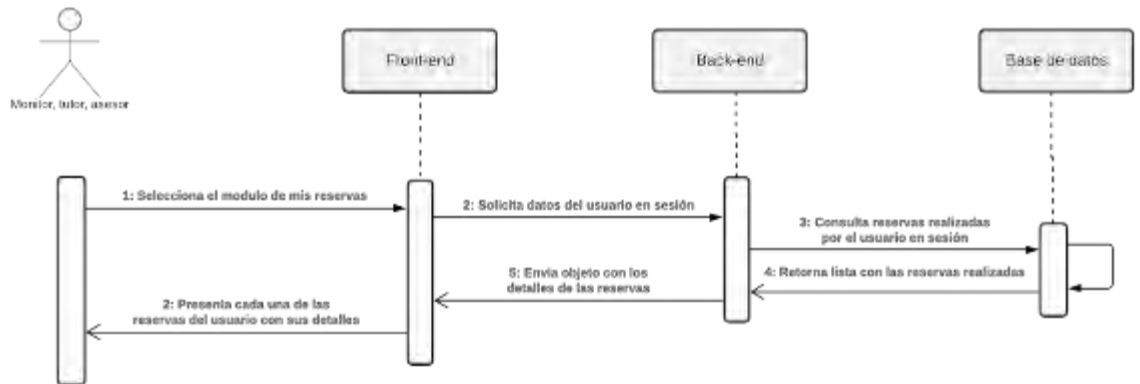 Front-end
Back-end
Base de datos
Monitor, tutor, asesor
1: Selecciona el modulo de mis reservas
2: Solicita datos del usuario en sesión
3: Consulta reservas realizadas
por el usuario en sesión
4: Retorna lista con las reservas realizadas
5: Envia objeto con los
detalles de las reservas
2: Presenta cada una de las
reservas del usuario con sus detalles